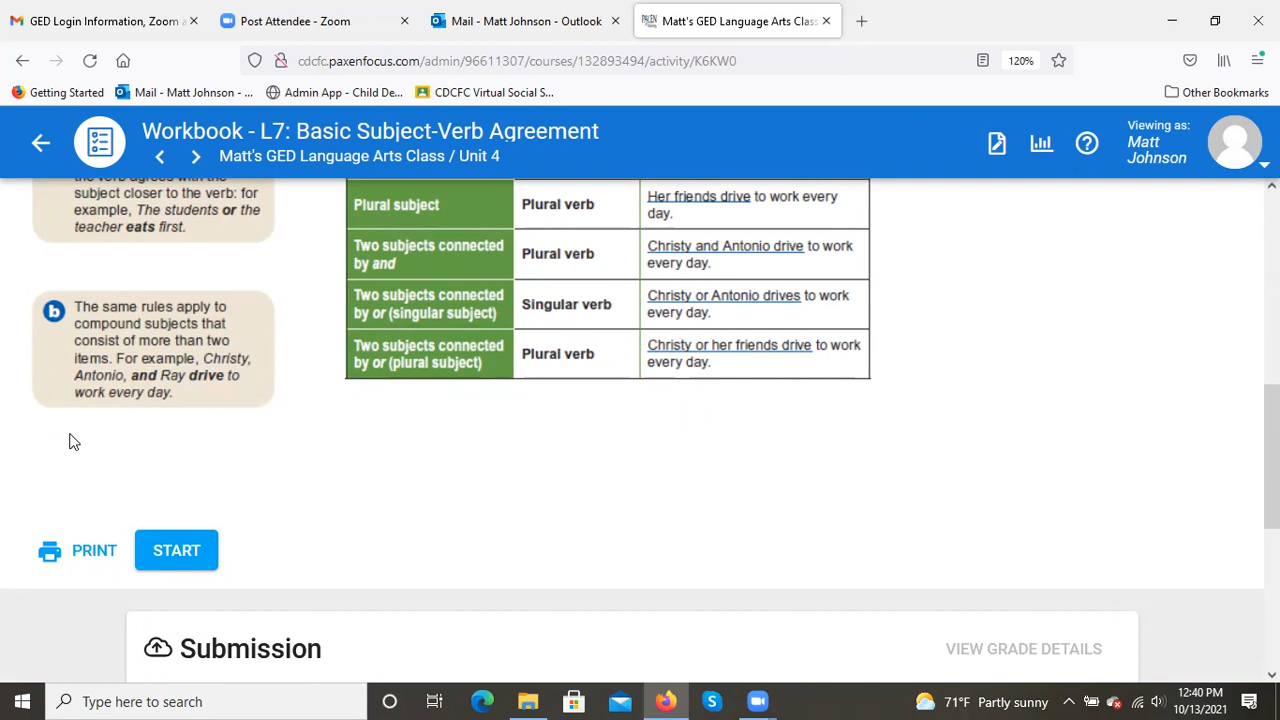 GED Login Information, Zoom a
Post Attendee - Zoom
Mail - Matt Johnson - Outlook
PAXEN
Matt's GED Language Arts Class
cdcfc.paxenfocus.com/admin/96611307/courses/132893494/activity/K6KW0
120%
Getting Started
Mail - Matt Johnson - ...
Admin App - Child De...
CDCFC Virtual Social S...
Other Bookmarks
Workbook - L7: Basic Subject-Verb Agreement
Matt's GED Language Arts Class / Unit 4
Viewing as:
Matt
Johnson
the verb agrees with the
subject closer to the verb: for
example, The students or the
teacher eats first.
b
The same rules apply to
compound subjects that
consist of more than two
items. For example, Christy,
Antonio, and Ray drive to
work every day.
Plural subject
Plural verb
Her friends drive to work every
day.
Two subjects connected
by and
Plural verb
Christy and Antonio drive to work
every day.
Two subjects connected
by or (singular subject)
Singular verb
Christy or Antonio drives to work
every day.
Two subjects connected
by or (plural subject)
Plural verb
Christy or her friends drive to work
every day.
PRINT
START
Submission
VIEW GRADE DETAILS
Type here to search
71°F Partly sunny
12:40 PM
10/13/2021